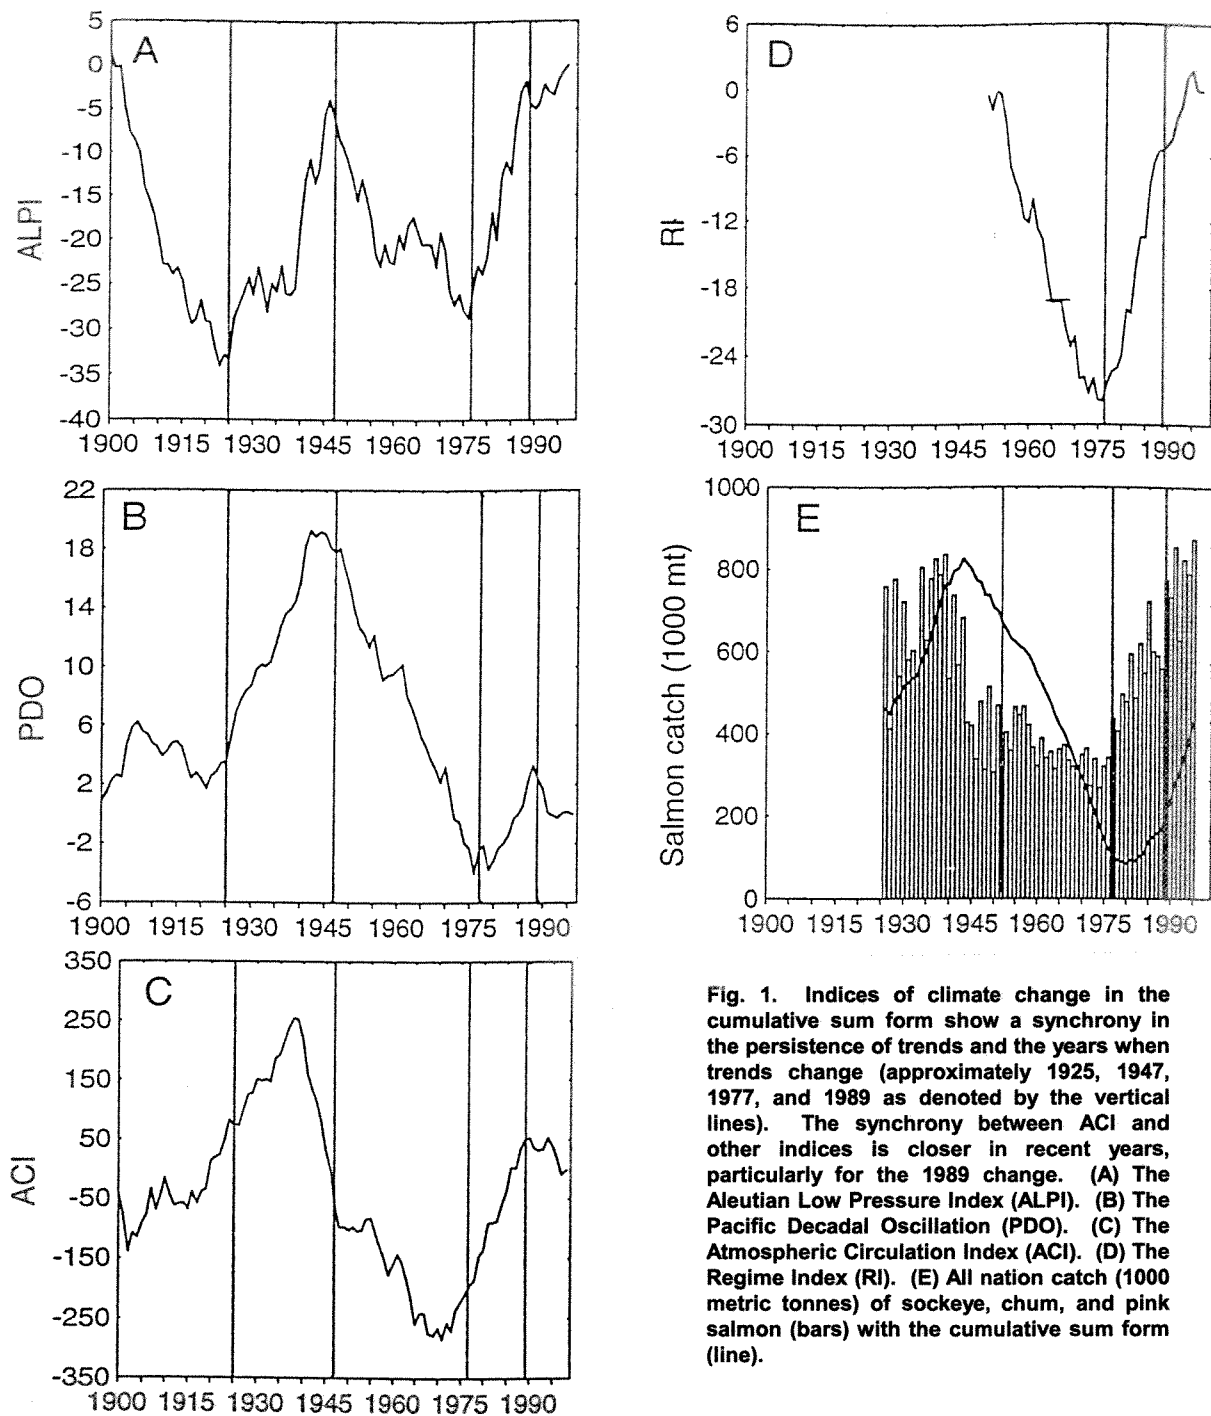 A
5
0
-5
-10
-15
-20
-25
-30
-35
-40
ALPI
1900 1915 1930 1945 1960 1975 1990
B
22
18
14
10
6
2
-2
-6
PDO
1900 1915 1930 1945 1960 1975 1990
C
350
250
150
50
-50
-150
-250
-350
ACI
1900 1915 1930 1945 1960 1975 1990
D
6
0
-6
-12
-18
-24
-30
RI
1900 1915 1930 1945 1960 1975 1990
E
1000
800
600
400
200
0
Salmon catch (1000 mt)
1900 1915 1930 1945 1960 1975 1990
Fig. 1. Indices of climate change in the
cumulative sum form show a synchrony in
the persistence of trends and the years when
trends change (approximately 1925, 1947,
1977, and 1989 as denoted by the vertical
lines). The synchrony between ACI and
other indices is closer in recent years,
particularly for the 1989 change. (A) The
Aleutian Low Pressure Index (ALPI). (B) The
Pacific Decadal Oscillation (PDO). (C) The
Atmospheric Circulation Index (ACI). (D) The
Regime Index (RI). (E) All nation catch (1000
metric tonnes) of sockeye, chum, and pink
salmon (bars) with the cumulative sum form
(line).